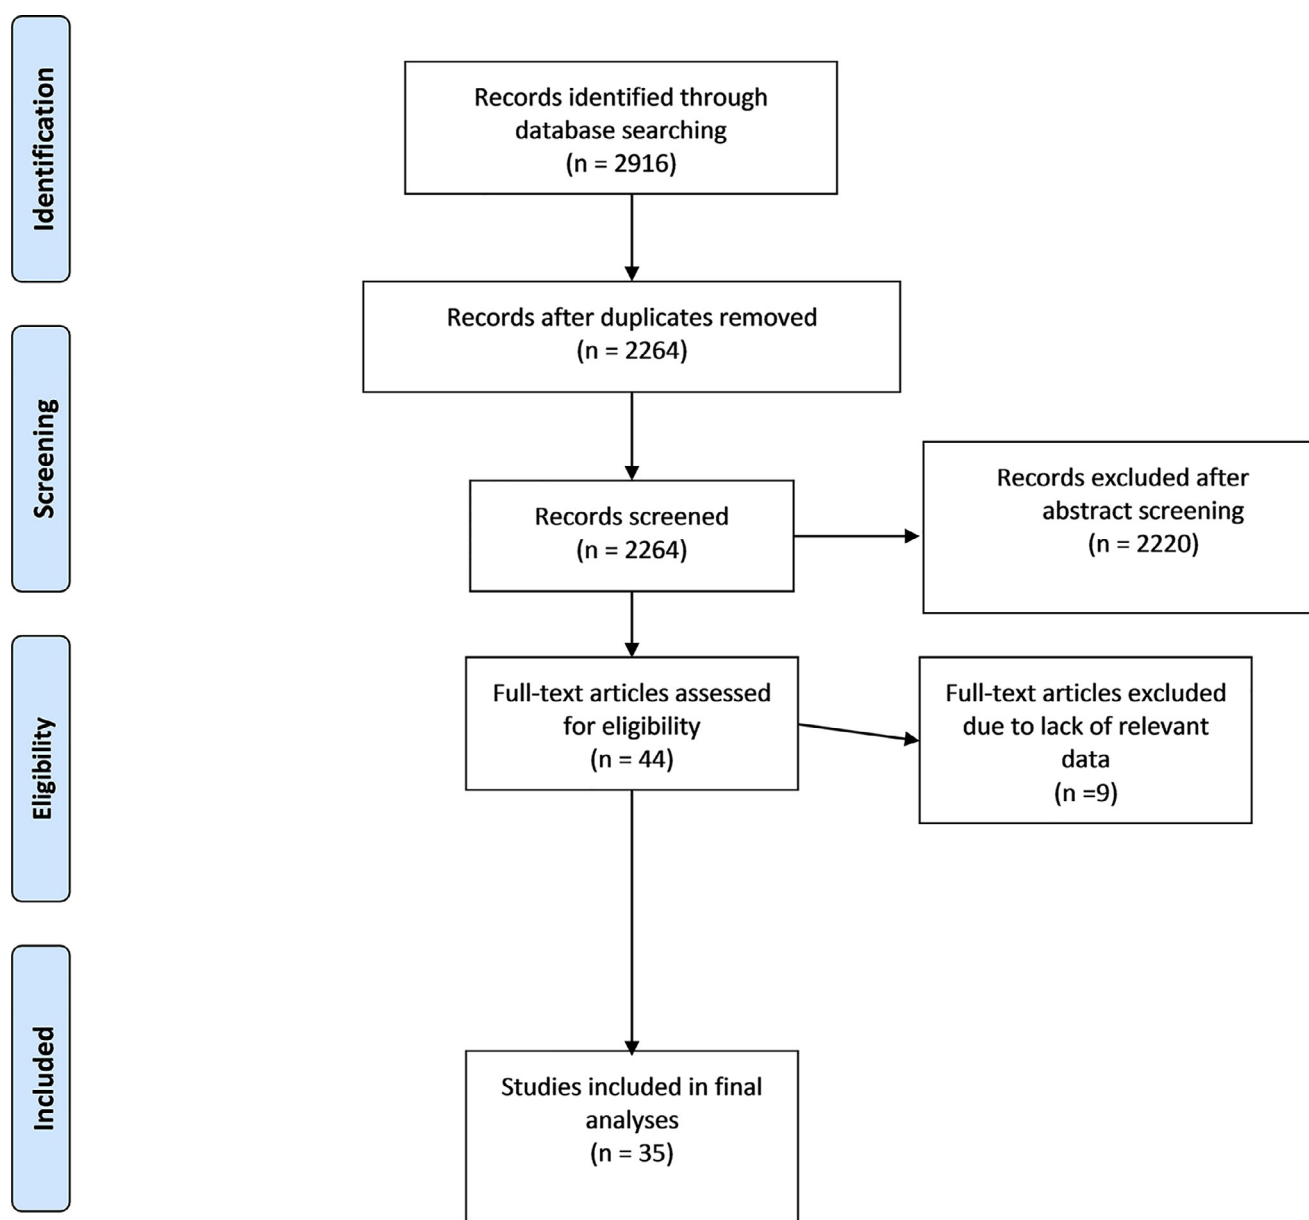 Identification
Records identified through
database searching
(n = 2916)
Records after duplicates removed
(n = 2264)
Screening
Records screened
(n = 2264)
Records excluded after
abstract screening
(n = 2220)
Eligibility
Full-text articles assessed
for eligibility
(n = 44)
Full-text articles excluded
due to lack of relevant
data
(n =9)
Included
Studies included in final
analyses
(n = 35)